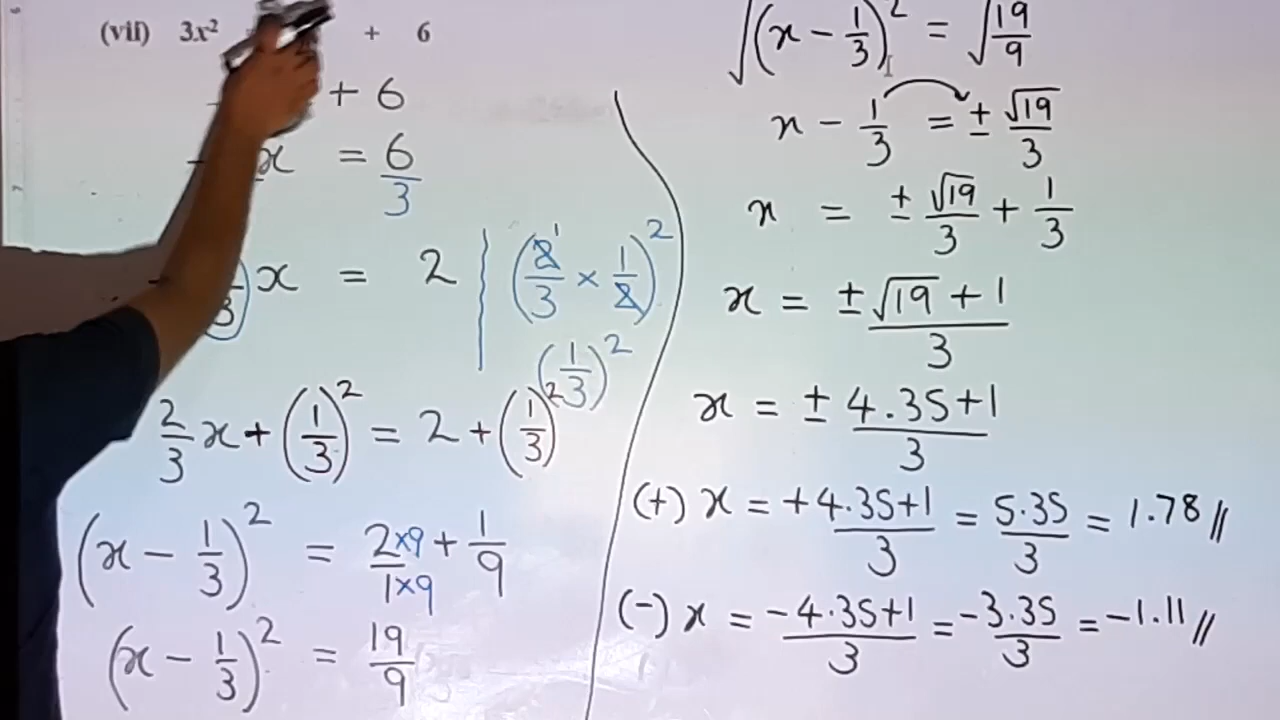 (vii) 3x² + 6
+ 6
x = 6/3
3 x = 2 | (2/3 × 1/2)² 1
(1/3)²
2/3 x + (1/3)² = 2 + (1/3)²
(x − 1/3)² = 2×9/1×9 + 1/9
(x − 1/3)² = 19/9
√(x − 1/3)² = √19/9
x − 1/3 = ± √19/3
x = ± √19/3 + 1/3
x = ± √19 + 1/3
x = ± 4.35+1/3
(+) x = +4.35+1/3 = 5.35/3 = 1.78 //
(−) x = −4.35+1/3 = −3.35/3 = −1.11 //